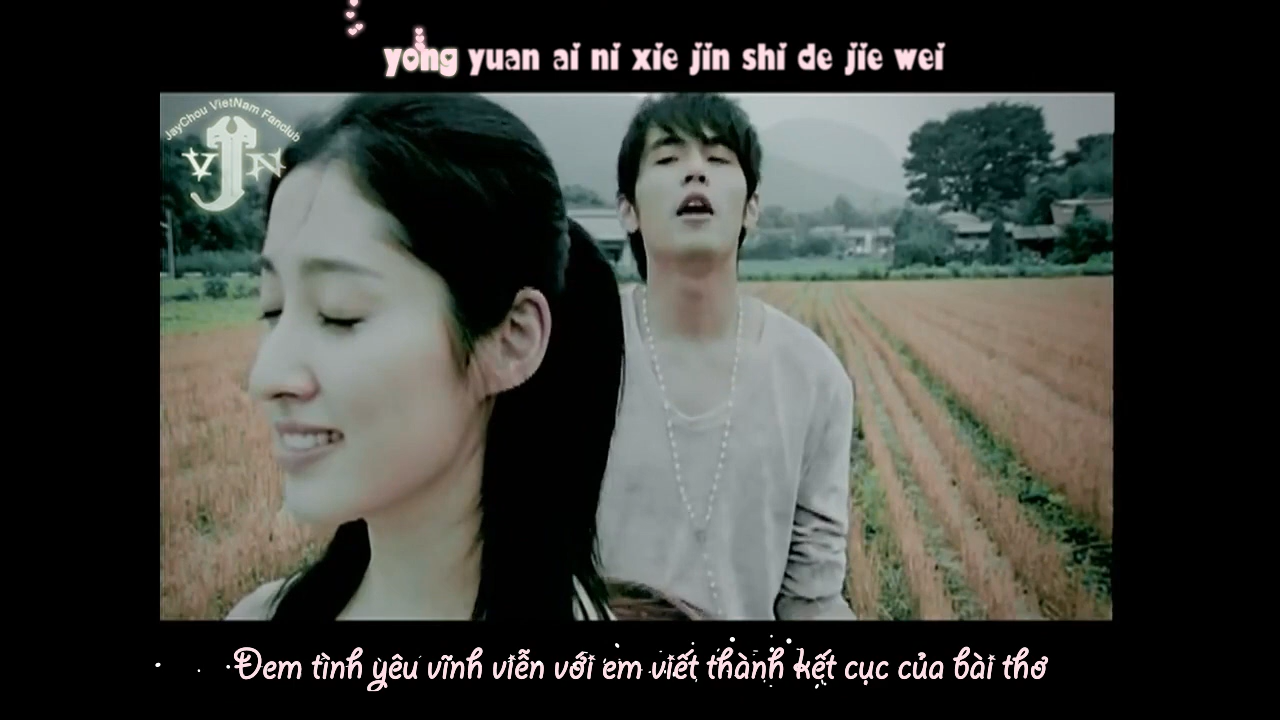 yong yuan ai ni xie jin shi de jie wei
JayChou VietNam Fanclub
VJN
Đem tình yêu vĩnh viễn với em viết thành kết cục của bài thơ